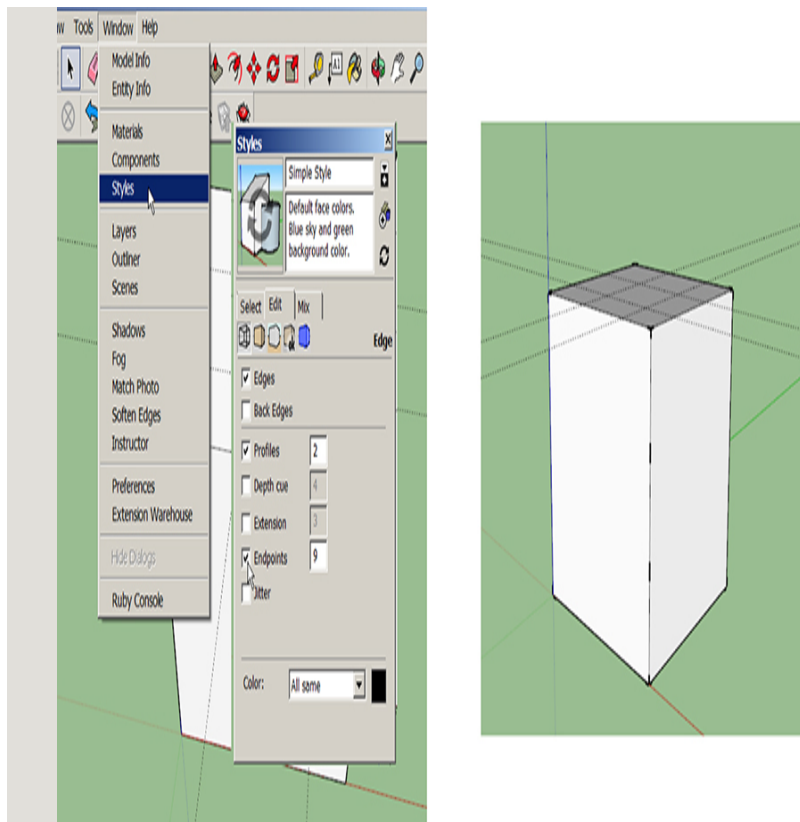 Tools Window Help
Model Info
Entity Info
Materials
Components
Styles
Layers
Outliner
Scenes
Shadows
Fog
Match Photo
Soften Edges
Instructor
Preferences
Extension Warehouse
Hide Dialogs
Ruby Console
Styles
Simple Style
Default face colors.
Blue sky and green
background color.
Select Edit Mix
Edge
Edges
Back Edges
Profiles 2
Depth cue 4
Extension 3
Endpoints 9
Jitter
Color: All same